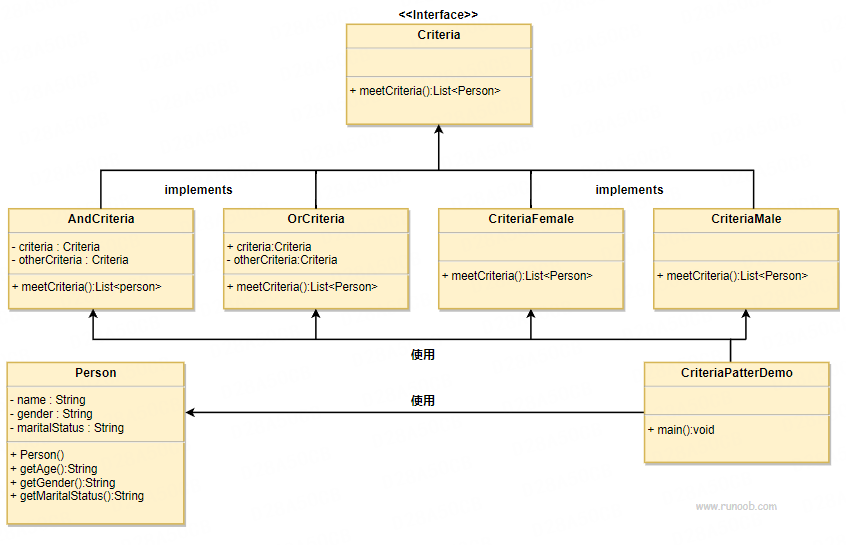 <<Interface>>
Criteria
+ meetCriteria():List<Person>
implements
implements
AndCriteria
- criteria : Criteria
- otherCriteria : Criteria
+ meetCriteria():List<person>
OrCriteria
+ criteria:Criteria
- otherCriteria:Criteria
+ meetCriteria():List<Person>
CriteriaFemale
+ meetCriteria():List<Person>
CriteriaMale
+ meetCriteria():List<Person>
使用
Person
- name : String
- gender : String
- maritalStatus : String
+ Person()
+ getAge():String
+ getGender():String
+ getMaritalStatus():String
使用
CriteriaPatterDemo
+ main():void
www.runoob.com